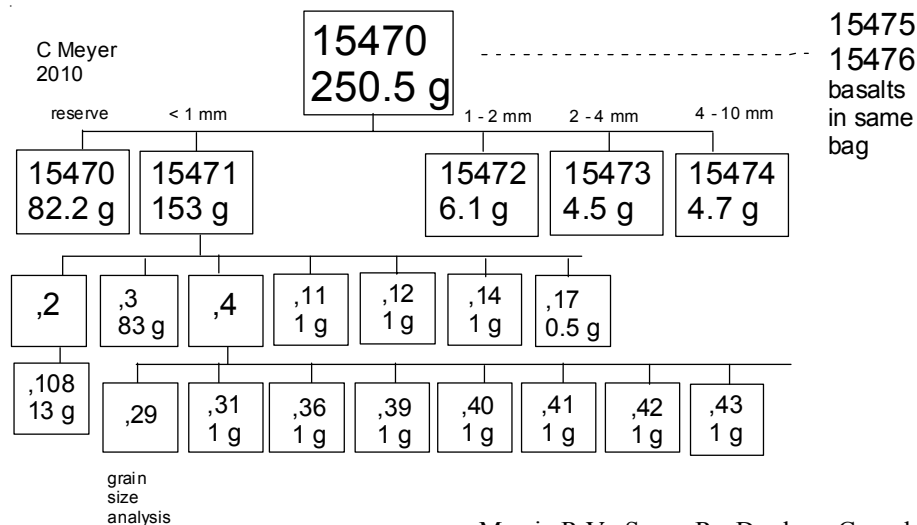 C Meyer
2010
15470
250.5 g
15475
15476
basalts
in same
bag
reserve
< 1 mm
1 - 2 mm
2 - 4 mm
4 - 10 mm
15470
82.2 g
15471
153 g
15472
6.1 g
15473
4.5 g
15474
4.7 g
,2
,3
83 g
,4
,11
1 g
,12
1 g
,14
1 g
,17
0.5 g
,108
13 g
,29
,31
1 g
,36
1 g
,39
1 g
,40
1 g
,41
1 g
,42
1 g
,43
1 g
grain
size
analysis